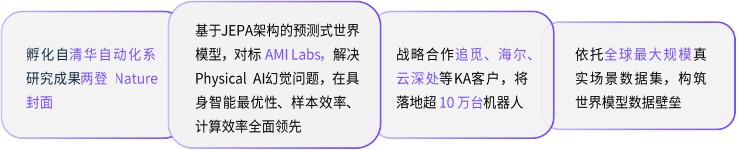 孵化自清华自动化系，
研究成果两登 Nature
封面
基于JEPA架构的预测式世界
模型，对标 AMI Labs，解决
Physical AI幻觉问题，在具
身智能最优性、样本效率、
计算效率全面领先
战略合作追觅、海尔、
云深处等KA客户，将
落地超 10 万台机器人
依托全球最大规模真
实场景数据集，构筑
世界模型数据壁垒